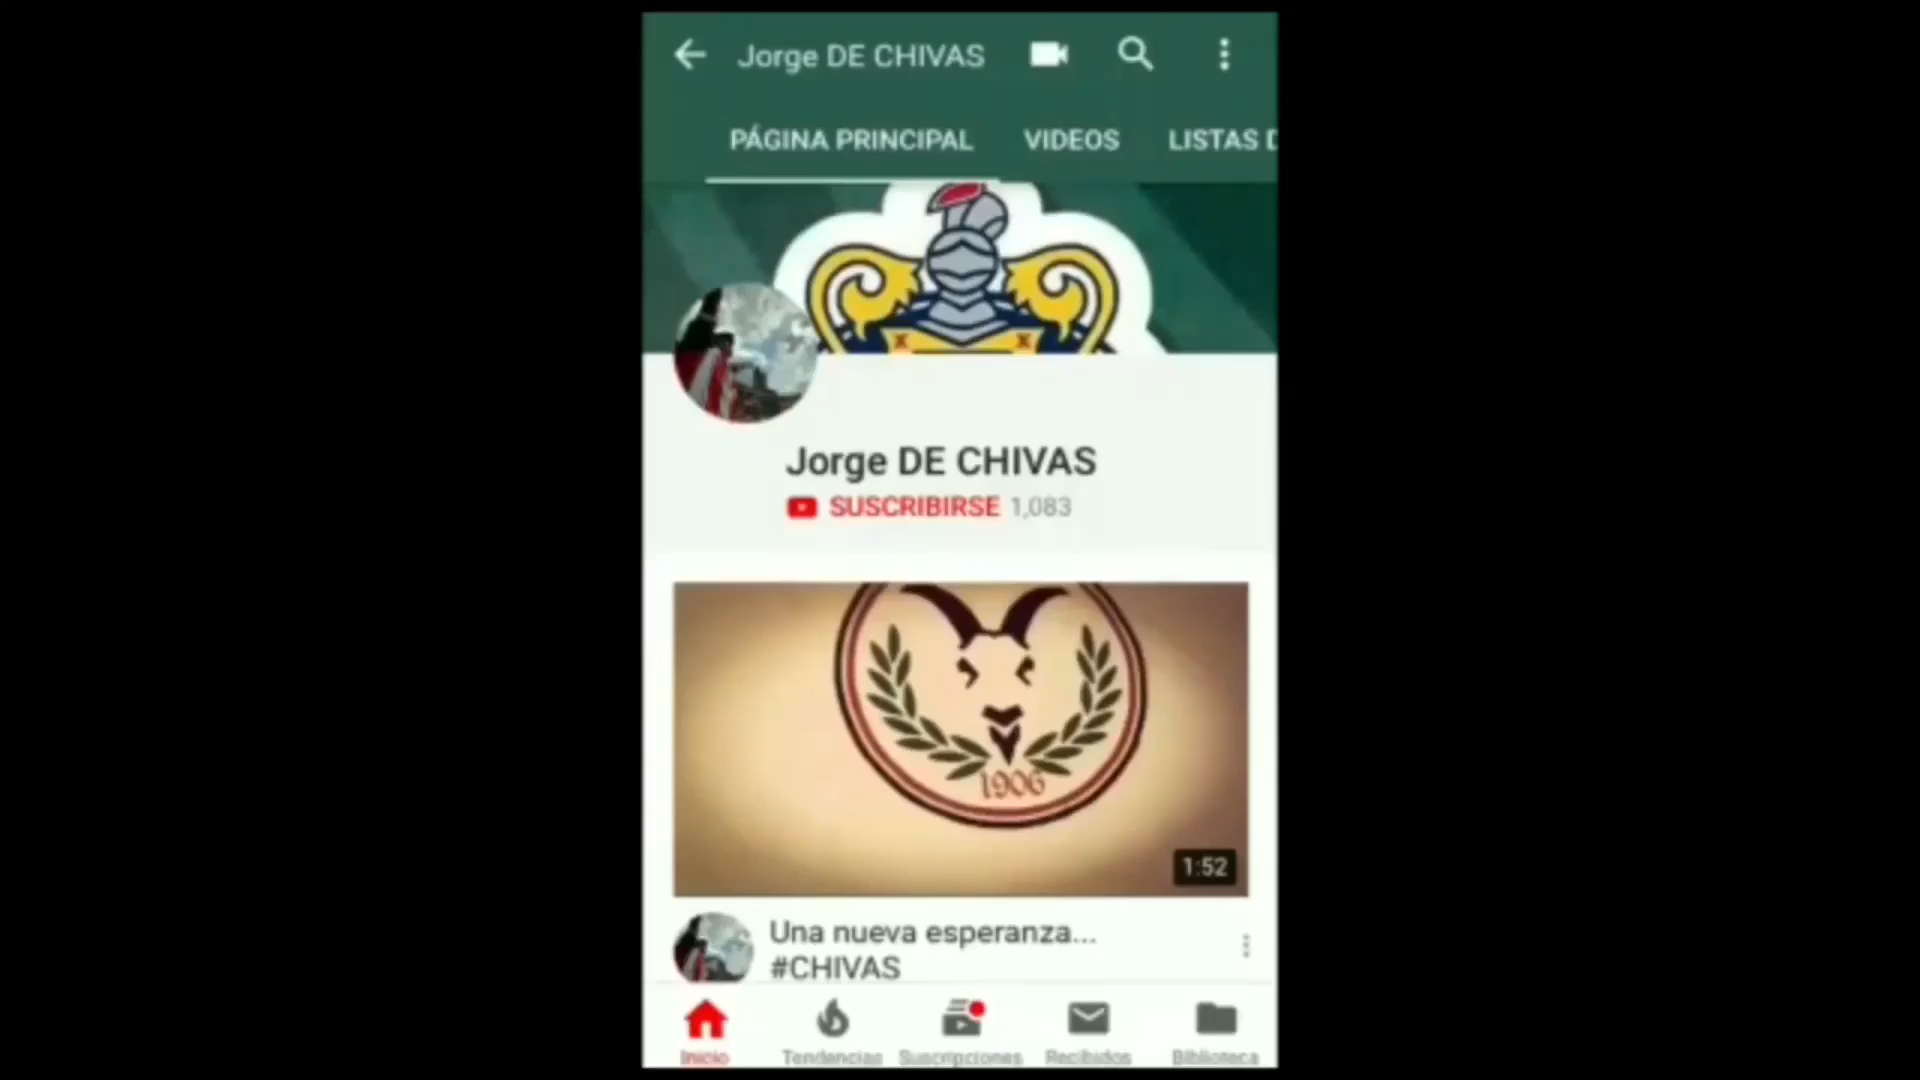 Jorge DE CHIVAS
PÁGINA PRINCIPAL VIDEOS LISTAS D
Jorge DE CHIVAS
SUSCRIBIRSE 1,083
1906
1:52
Una nueva esperanza...
#CHIVAS
Inicio Tendencias Suscripciones Recibidos Biblioteca